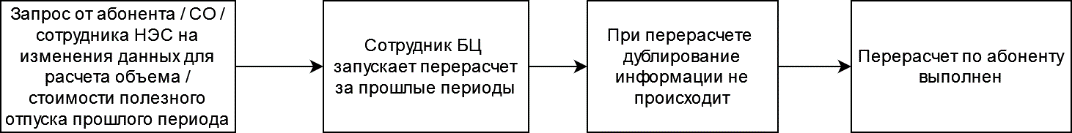 Запрос от абонента / СО /
сотрудника НЭС на
изменения данных для
расчета объема /
стоимости полезного
отпуска прошлого периода
Сотрудник БЦ
запускает перерасчет
за прошлые периоды
При перерасчете
дублирование
информации не
происходит
Перерасчет по абоненту
выполнен